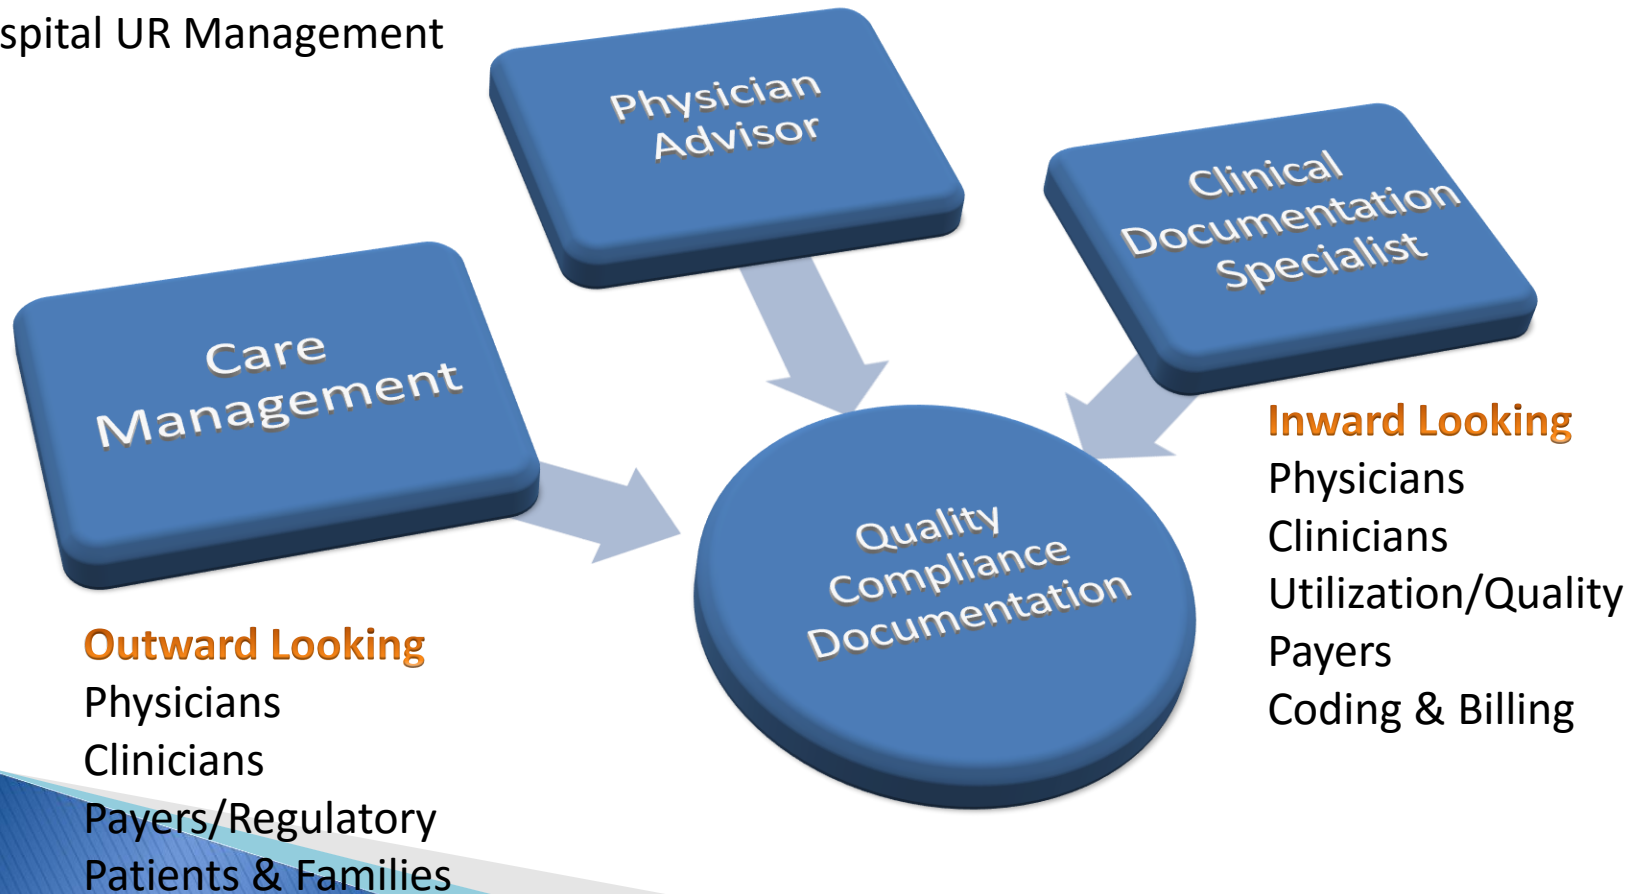 spital UR Management
Physician
Advisor
Clinical
Documentation
Specialist
Care
Management
Quality
Compliance
Documentation
Outward Looking
Physicians
Clinicians
Payers/Regulatory
Patients & Families
Inward Looking
Physicians
Clinicians
Utilization/Quality
Payers
Coding & Billing